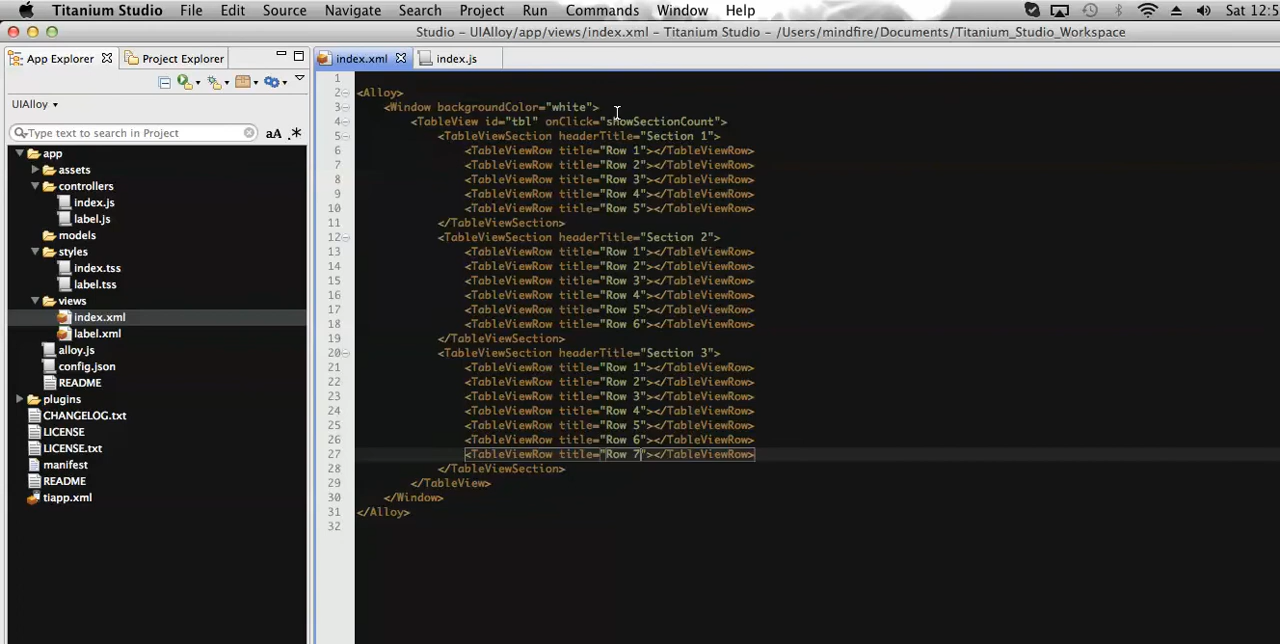 Titanium Studio File Edit Source Navigate Search Project Run Commands Window Help Sat 12:5
Studio - UIAlloy/app/views/index.xml - Titanium Studio - /Users/mindfire/Documents/Titanium_Studio_Workspace
App Explorer Project Explorer index.xml index.js
UIAlloy
Type text to search in Project aA .*
app
assets
controllers
index.js
label.js
models
styles
index.tss
label.tss
views
index.xml
label.xml
alloy.js
config.json
README
plugins
CHANGELOG.txt
LICENSE
LICENSE.txt
manifest
README
tiapp.xml
1
2 <Alloy>
3 <Window backgroundColor="white">
4 <TableView id="tbl" onClick="showSectionCount">
5 <TableViewSection headerTitle="Section 1">
6 <TableViewRow title="Row 1"></TableViewRow>
7 <TableViewRow title="Row 2"></TableViewRow>
8 <TableViewRow title="Row 3"></TableViewRow>
9 <TableViewRow title="Row 4"></TableViewRow>
10 <TableViewRow title="Row 5"></TableViewRow>
11 </TableViewSection>
12 <TableViewSection headerTitle="Section 2">
13 <TableViewRow title="Row 1"></TableViewRow>
14 <TableViewRow title="Row 2"></TableViewRow>
15 <TableViewRow title="Row 3"></TableViewRow>
16 <TableViewRow title="Row 4"></TableViewRow>
17 <TableViewRow title="Row 5"></TableViewRow>
18 <TableViewRow title="Row 6"></TableViewRow>
19 </TableViewSection>
20 <TableViewSection headerTitle="Section 3">
21 <TableViewRow title="Row 1"></TableViewRow>
22 <TableViewRow title="Row 2"></TableViewRow>
23 <TableViewRow title="Row 3"></TableViewRow>
24 <TableViewRow title="Row 4"></TableViewRow>
25 <TableViewRow title="Row 5"></TableViewRow>
26 <TableViewRow title="Row 6"></TableViewRow>
27 <TableViewRow title="Row 7"></TableViewRow>
28 </TableViewSection>
29 </TableView>
30 </Window>
31 </Alloy>
32